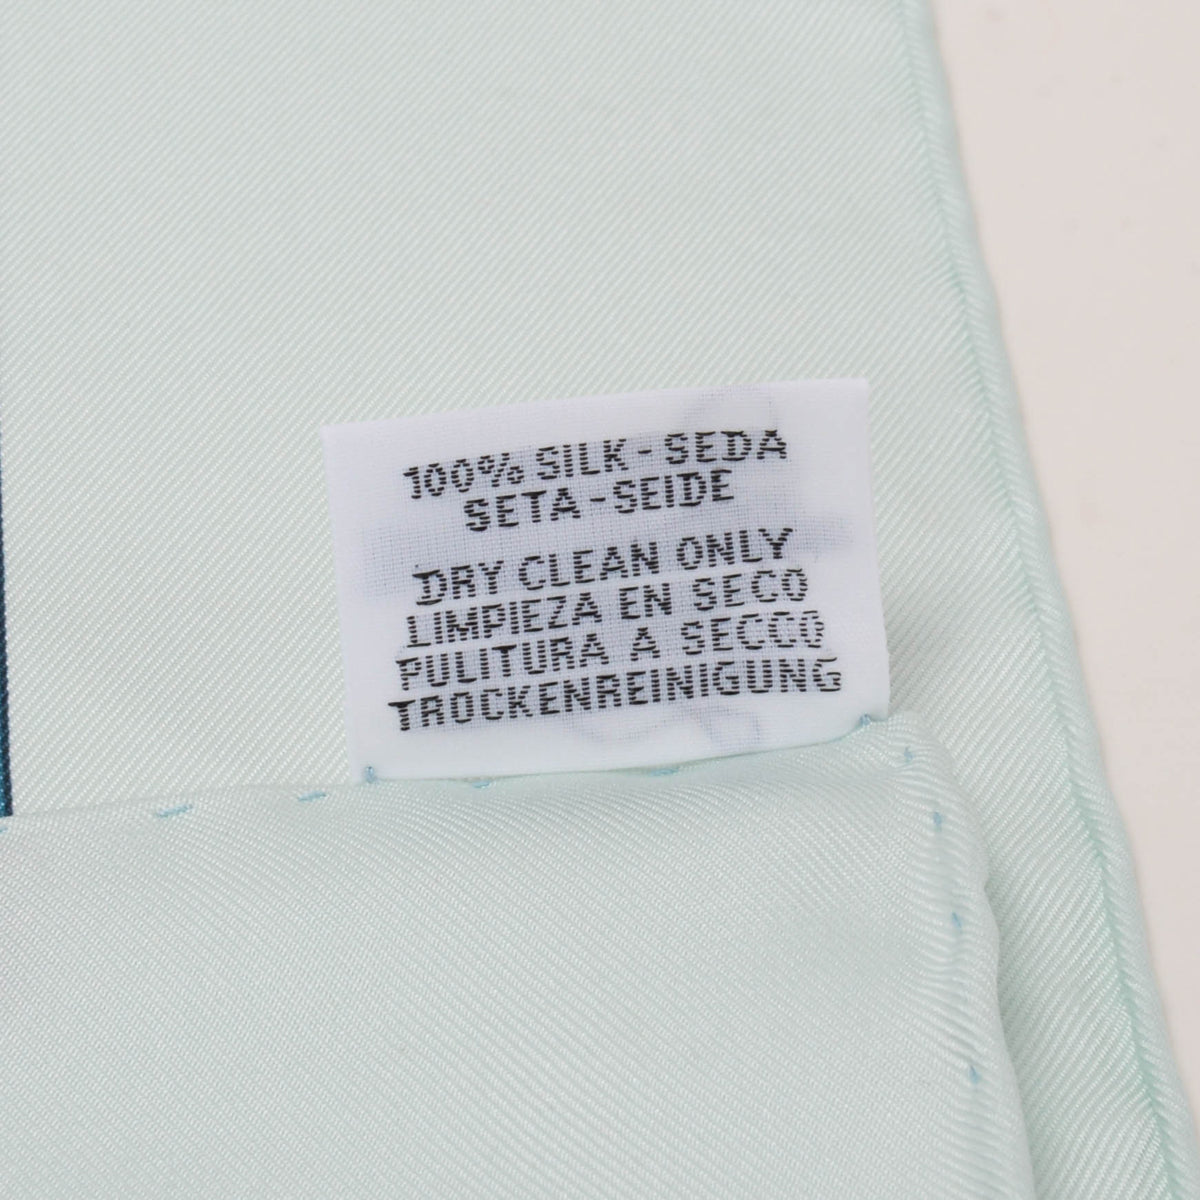 100% SILK - SEDA
SETA - SEIDE
DRY CLEAN ONLY
LIMPIEZA EN SECO
PULITURA A SECCO
TROCKENREINIGUNG